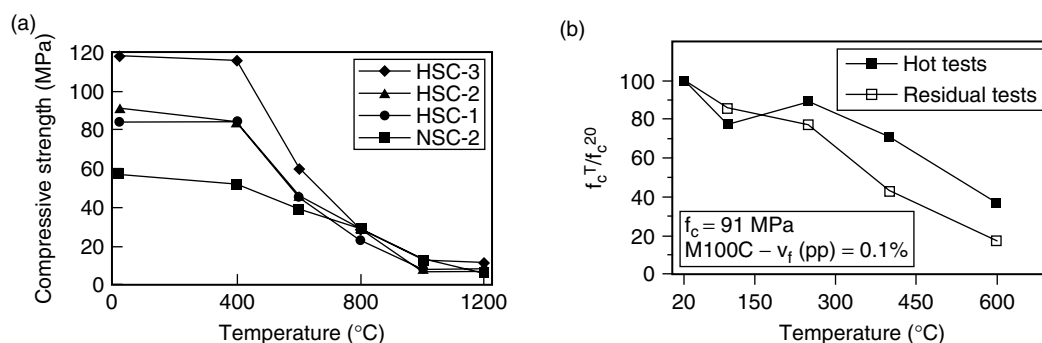 (a)
Compressive strength (MPa)
120
100
80
60
40
20
0
0
400
800
1200
Temperature (°C)
HSC-3
HSC-2
HSC-1
NSC-2
(b)
f_c^T/f_c^20
100
80
60
40
20
0
20
150
300
450
600
Temperature (°C)
Hot tests
Residual tests
f_c = 91 MPa
M100C – v_f (pp) = 0.1%